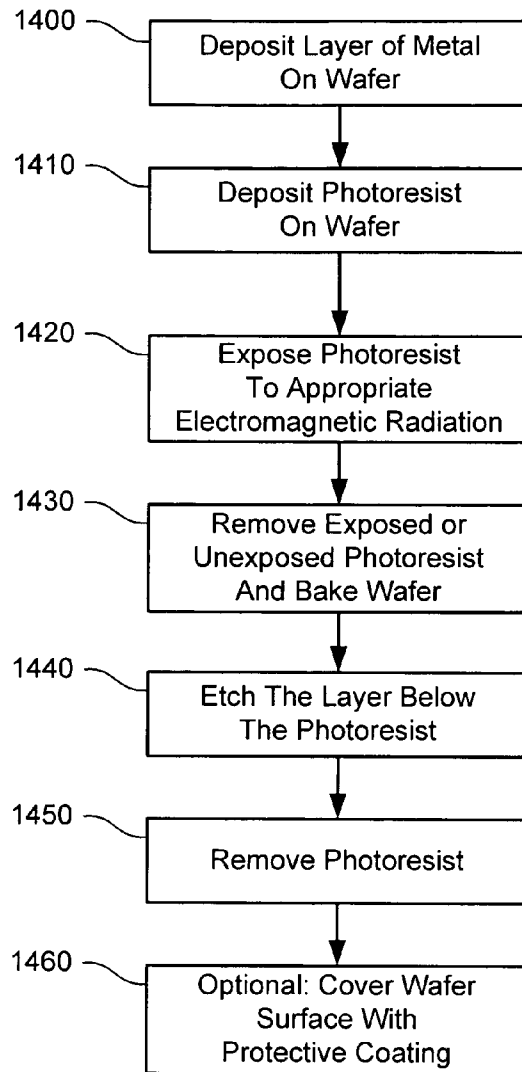 1400
Deposit Layer of Metal
On Wafer
1410
Deposit Photoresist
On Wafer
1420
Expose Photoresist
To Appropriate
Electromagnetic Radiation
1430
Remove Exposed or
Unexposed Photoresist
And Bake Wafer
1440
Etch The Layer Below
The Photoresist
1450
Remove Photoresist
1460
Optional: Cover Wafer
Surface With
Protective Coating